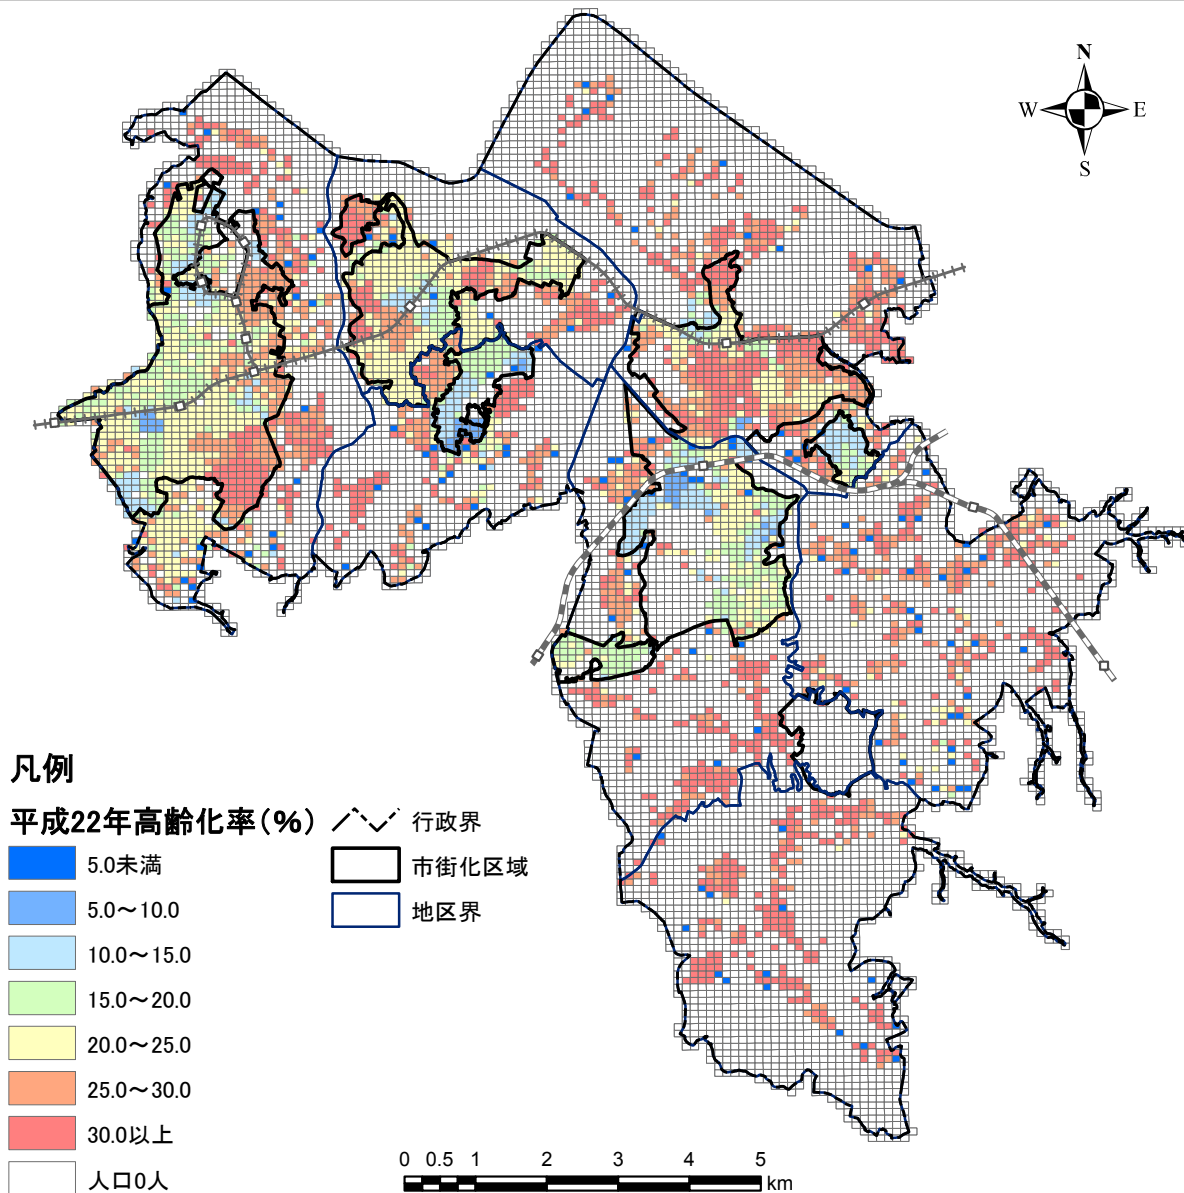 N
W E
S
凡例
平成22年高齢化率(%)
5.0未満
5.0～10.0
10.0～15.0
15.0～20.0
20.0～25.0
25.0～30.0
30.0以上
人口0人
行政界
市街化区域
地区界
0 0.5 1 2 3 4 5
km